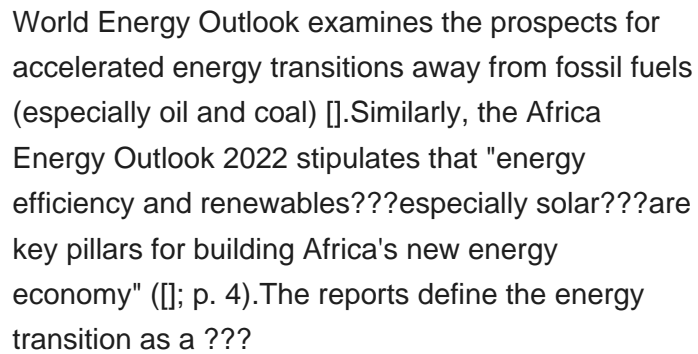 World Energy Outlook examines the prospects for
accelerated energy transitions away from fossil fuels
(especially oil and coal) [].Similarly, the Africa
Energy Outlook 2022 stipulates that "energy
efficiency and renewables???especially solar???are
key pillars for building Africa's new energy
economy" ([]; p. 4).The reports define the energy
transition as a ???